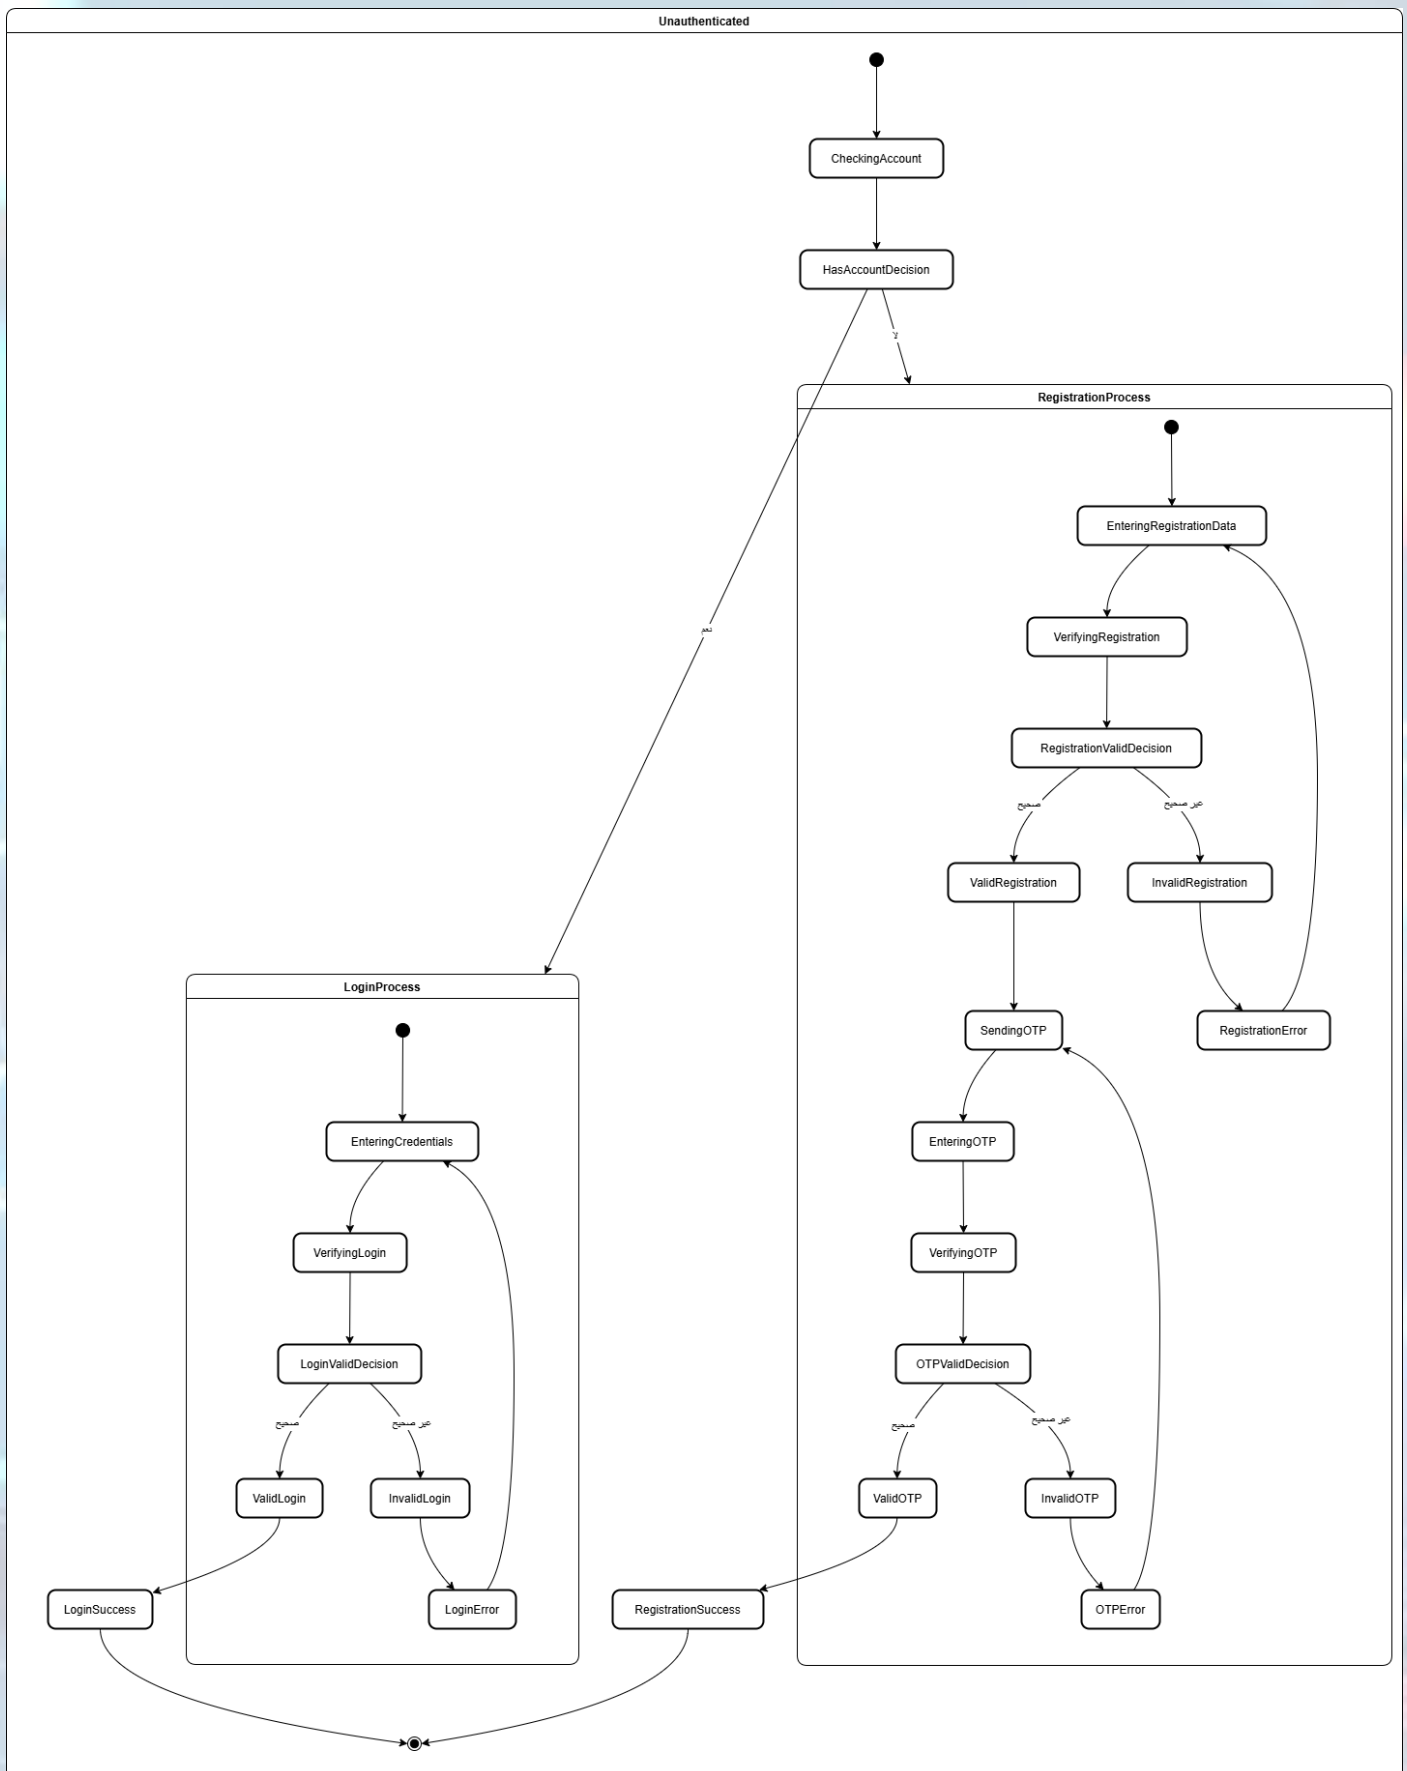 Unauthenticated
CheckingAccount
HasAccountDecision
لا
RegistrationProcess
EnteringRegistrationData
نعم
VerifyingRegistration
RegistrationValidDecision
صحيح
غير صحيح
ValidRegistration
InvalidRegistration
LoginProcess
SendingOTP
RegistrationError
EnteringCredentials
EnteringOTP
VerifyingLogin
VerifyingOTP
LoginValidDecision
OTPValidDecision
صحيح
غير صحيح
صحيح
غير صحيح
ValidLogin
InvalidLogin
ValidOTP
InvalidOTP
LoginSuccess
LoginError
RegistrationSuccess
OTPError